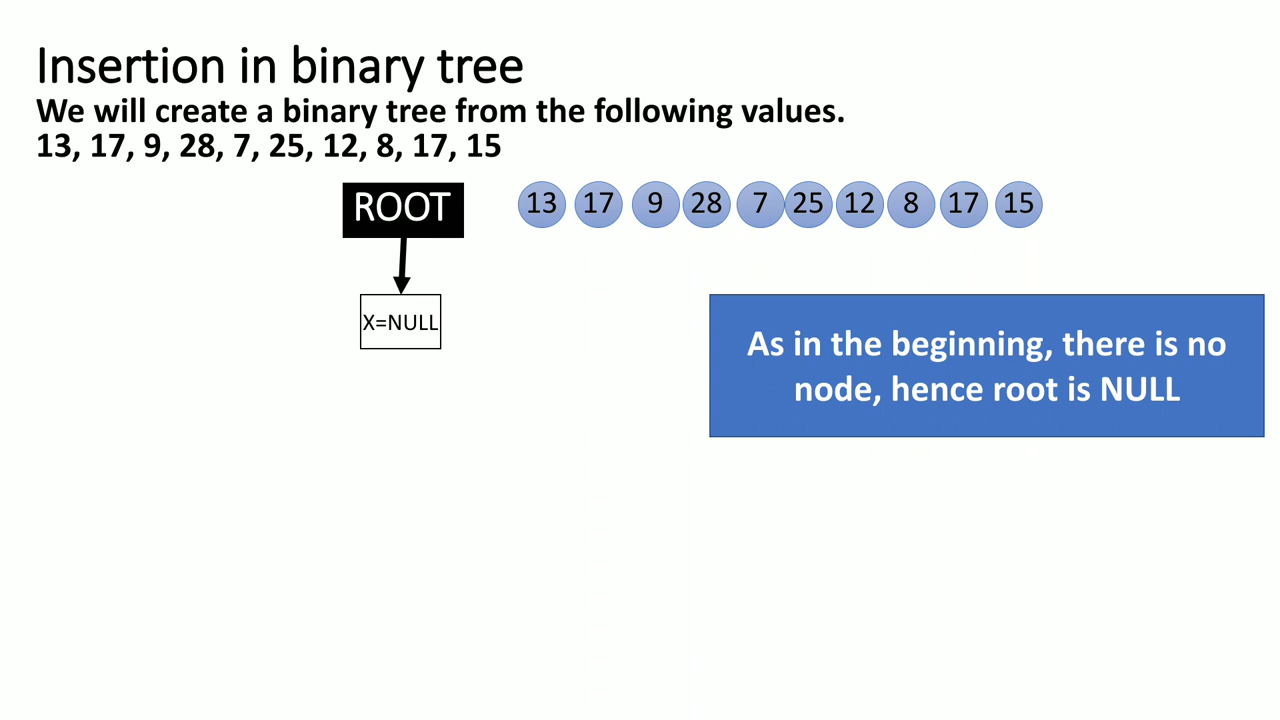 Insertion in binary tree
We will create a binary tree from the following values.
13, 17, 9, 28, 7, 25, 12, 8, 17, 15
ROOT
13 17 9 28 7 25 12 8 17 15
X=NULL
As in the beginning, there is no
node, hence root is NULL